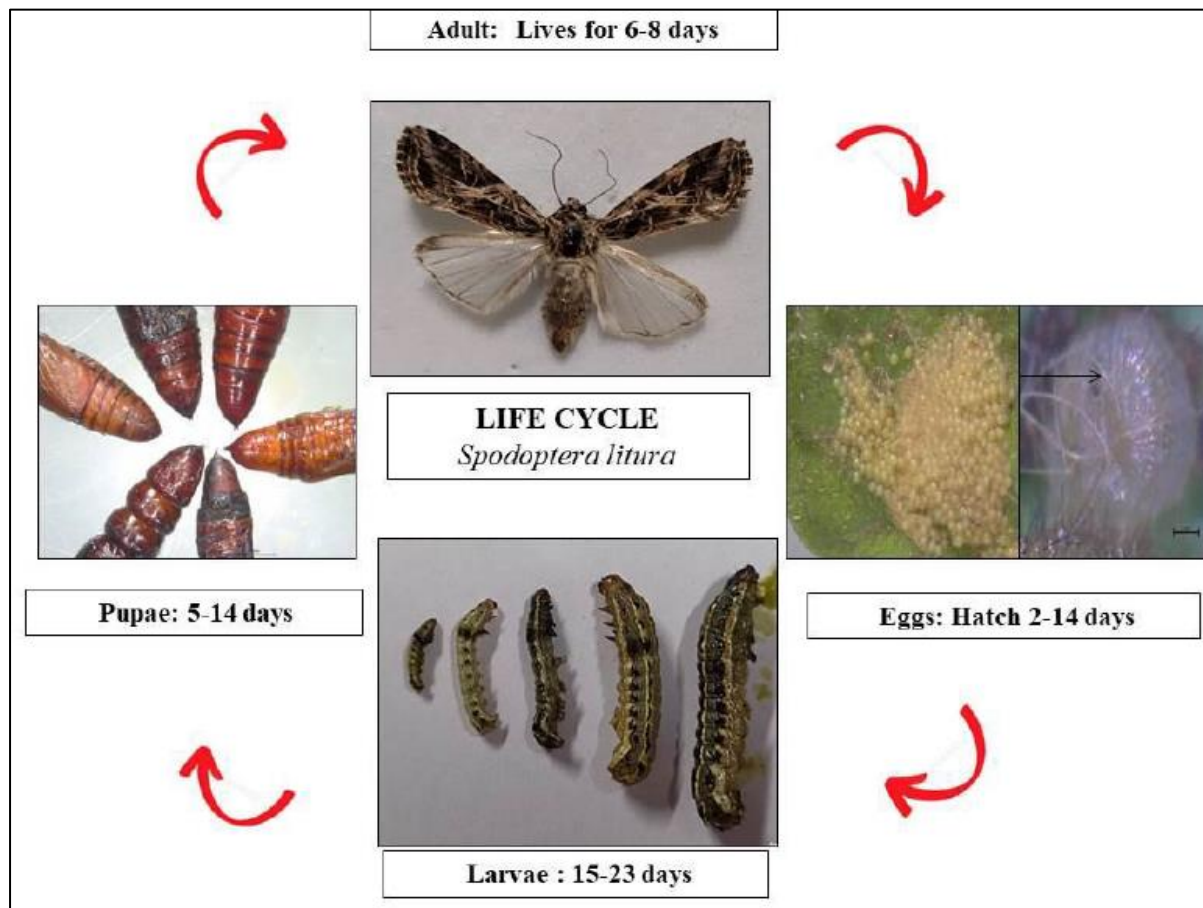 Adult:   Lives for 6-8 days
LIFE CYCLE
Spodoptera litura
Pupae: 5-14 days
Eggs: Hatch 2-14 days
Larvae : 15-23 days